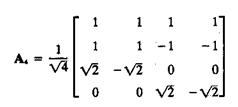 1 1 1 1
1 1 −1 −1
A₄ = 1/√4 √2 −√2 0 0
0 0 √2 −√2